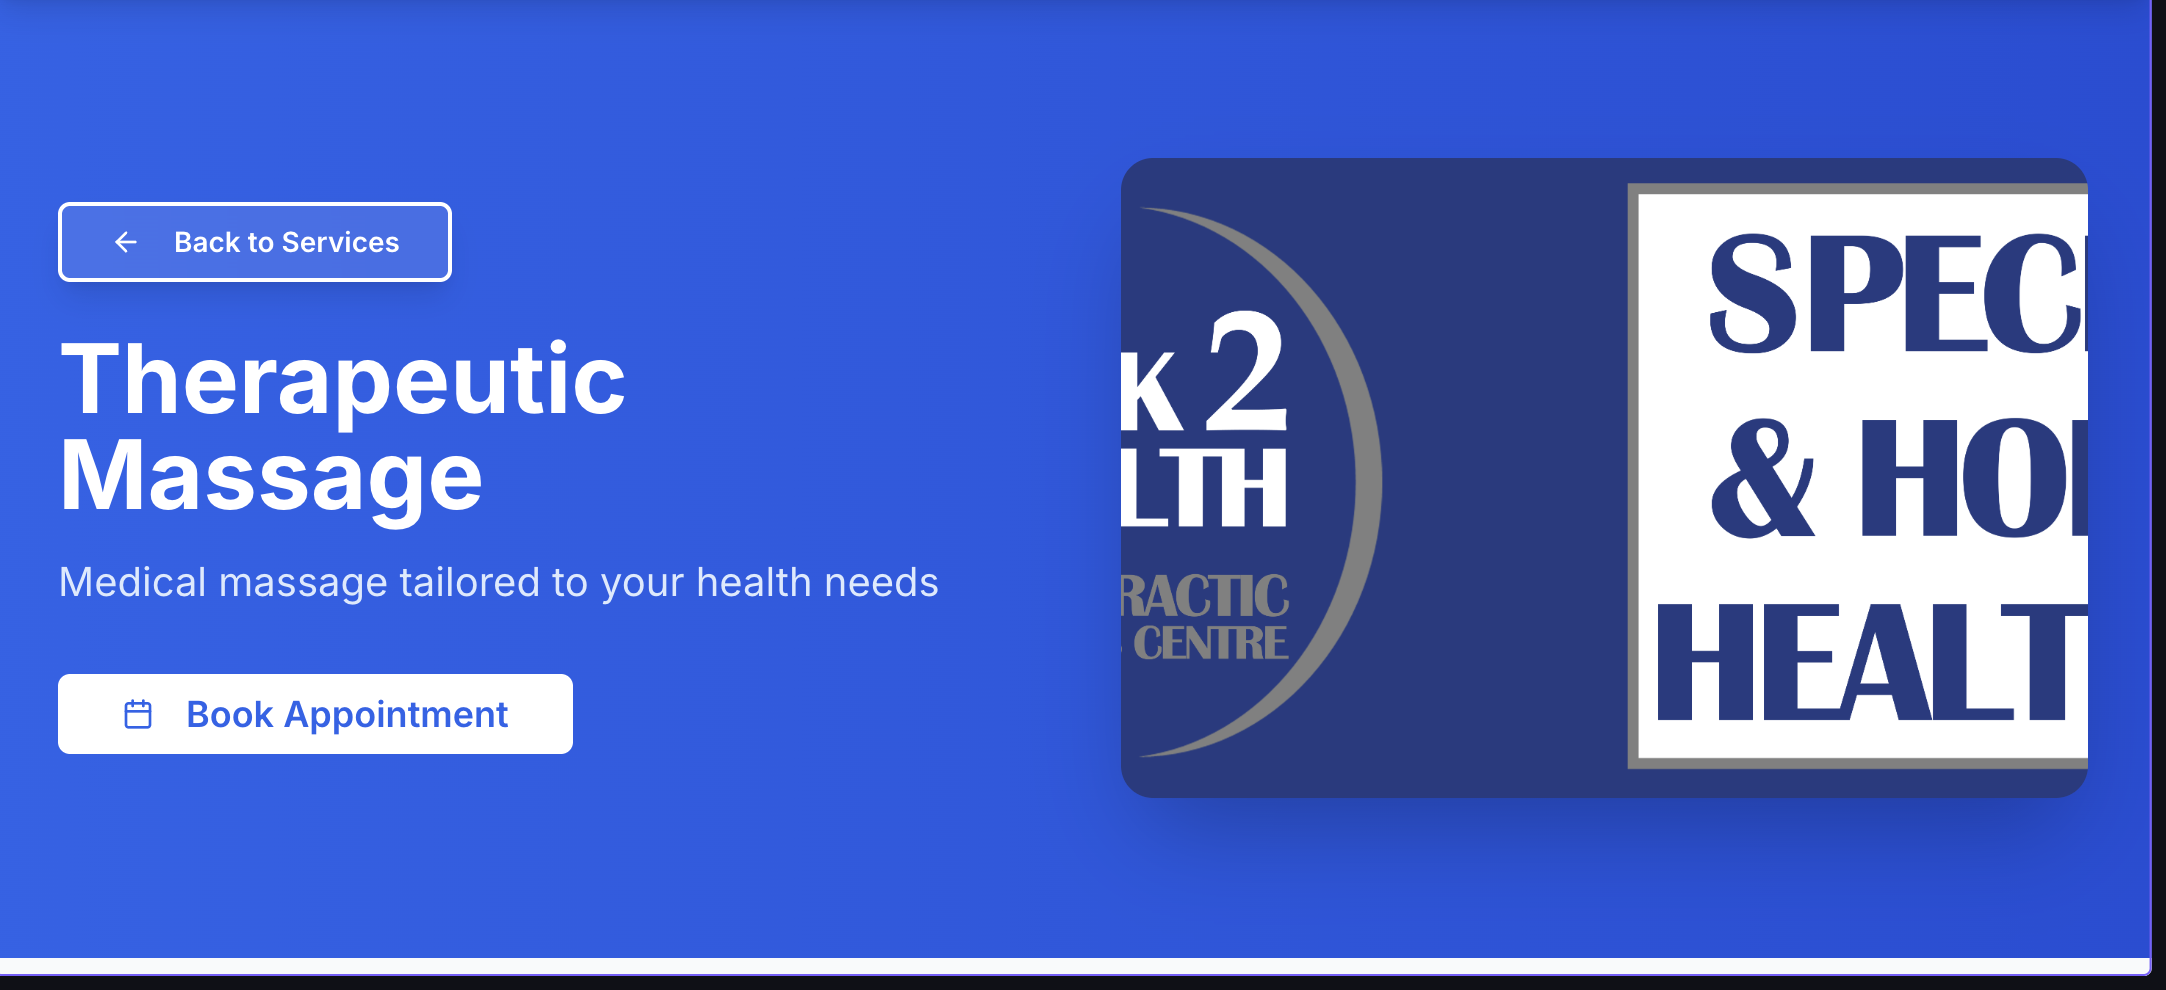 Back to Services
Therapeutic
Massage
Medical massage tailored to your health needs
Book Appointment
K 2
LTH
RACTIC
CENTRE
SPEC
& HO
HEALT